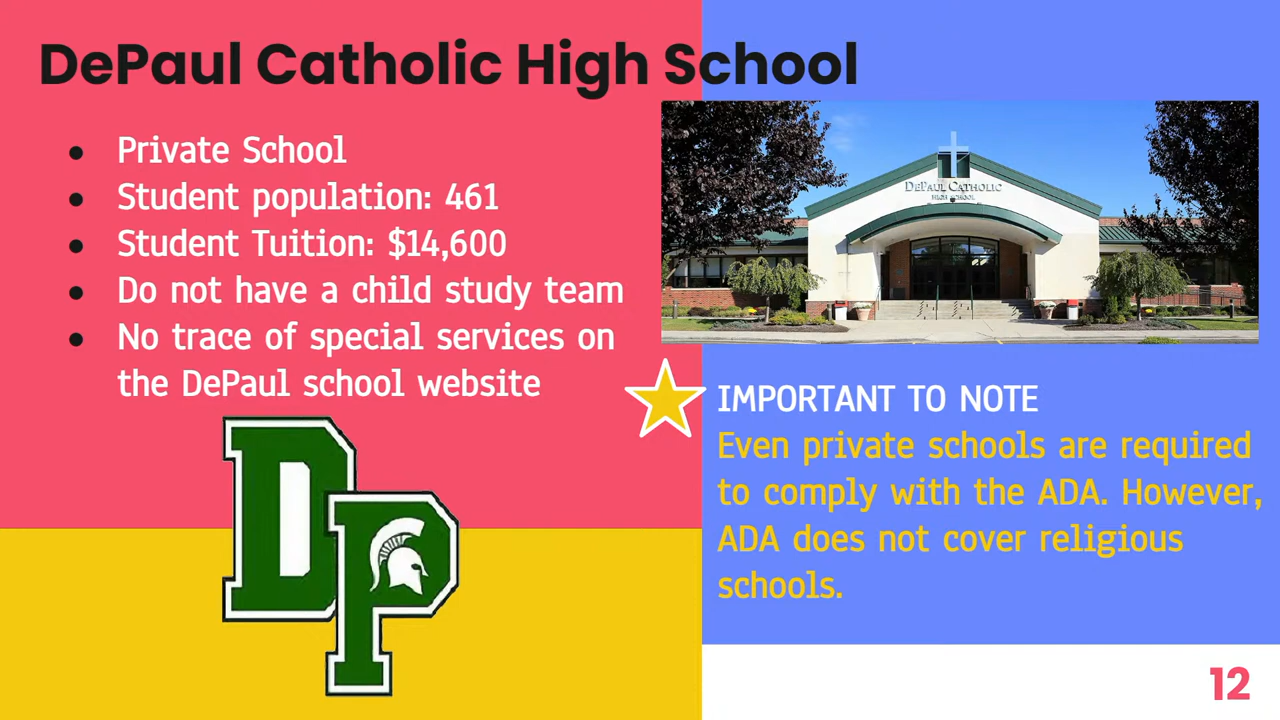 DePaul Catholic High School
Private School
Student population: 461
Student Tuition: $14,600
Do not have a child study team
No trace of special services on
the DePaul school website
DePaul Catholic
High School
IMPORTANT TO NOTE
Even private schools are required
to comply with the ADA. However,
ADA does not cover religious
schools.
DP
12